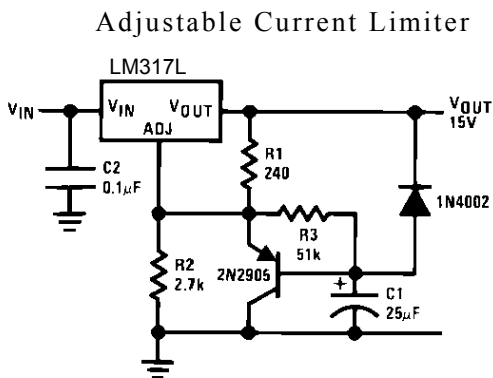 Adjustable Current Limiter
LM317L
VIN
VIN
VOUT
ADJ
VOUT
15V
C2
0.1µF
R1
240
1N4002
R3
51k
R2
2.7k
2N2905
+
C1
25µF